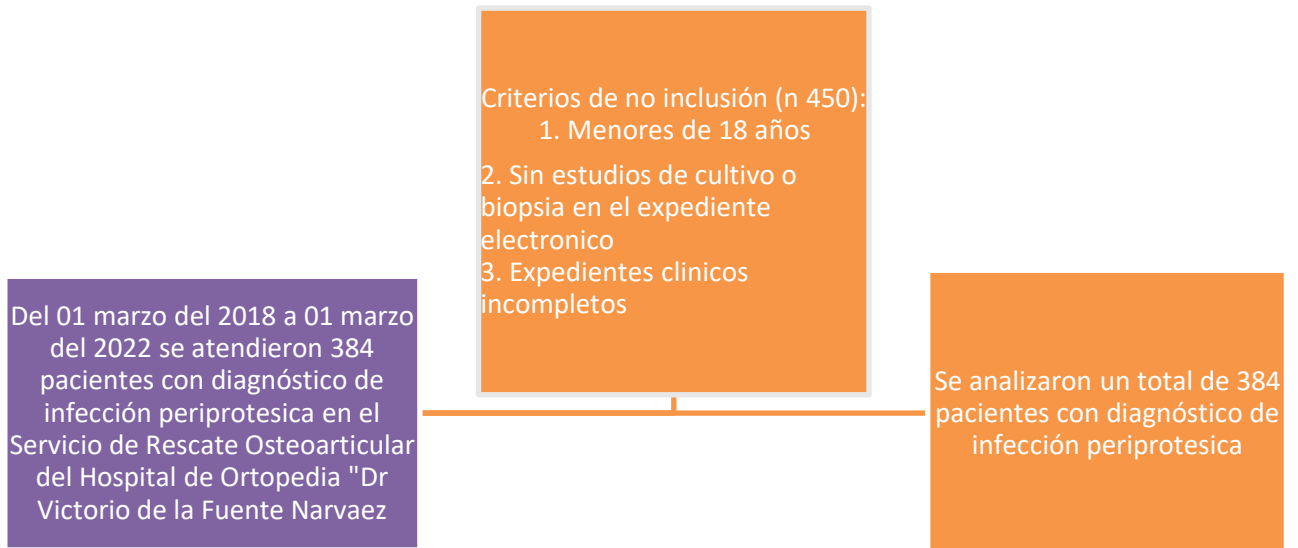 Criterios de no inclusión (n 450):
1. Menores de 18 años
2. Sin estudios de cultivo o
biopsia en el expediente
electronico
3. Expedientes clinicos
incompletos
Del 01 marzo del 2018 a 01 marzo
del 2022 se atendieron 384
pacientes con diagnóstico de
infección periprotesica en el
Servicio de Rescate Osteoarticular
del Hospital de Ortopedia "Dr
Victorio de la Fuente Narvaez
Se analizaron un total de 384
pacientes con diagnóstico de
infección periprotesica